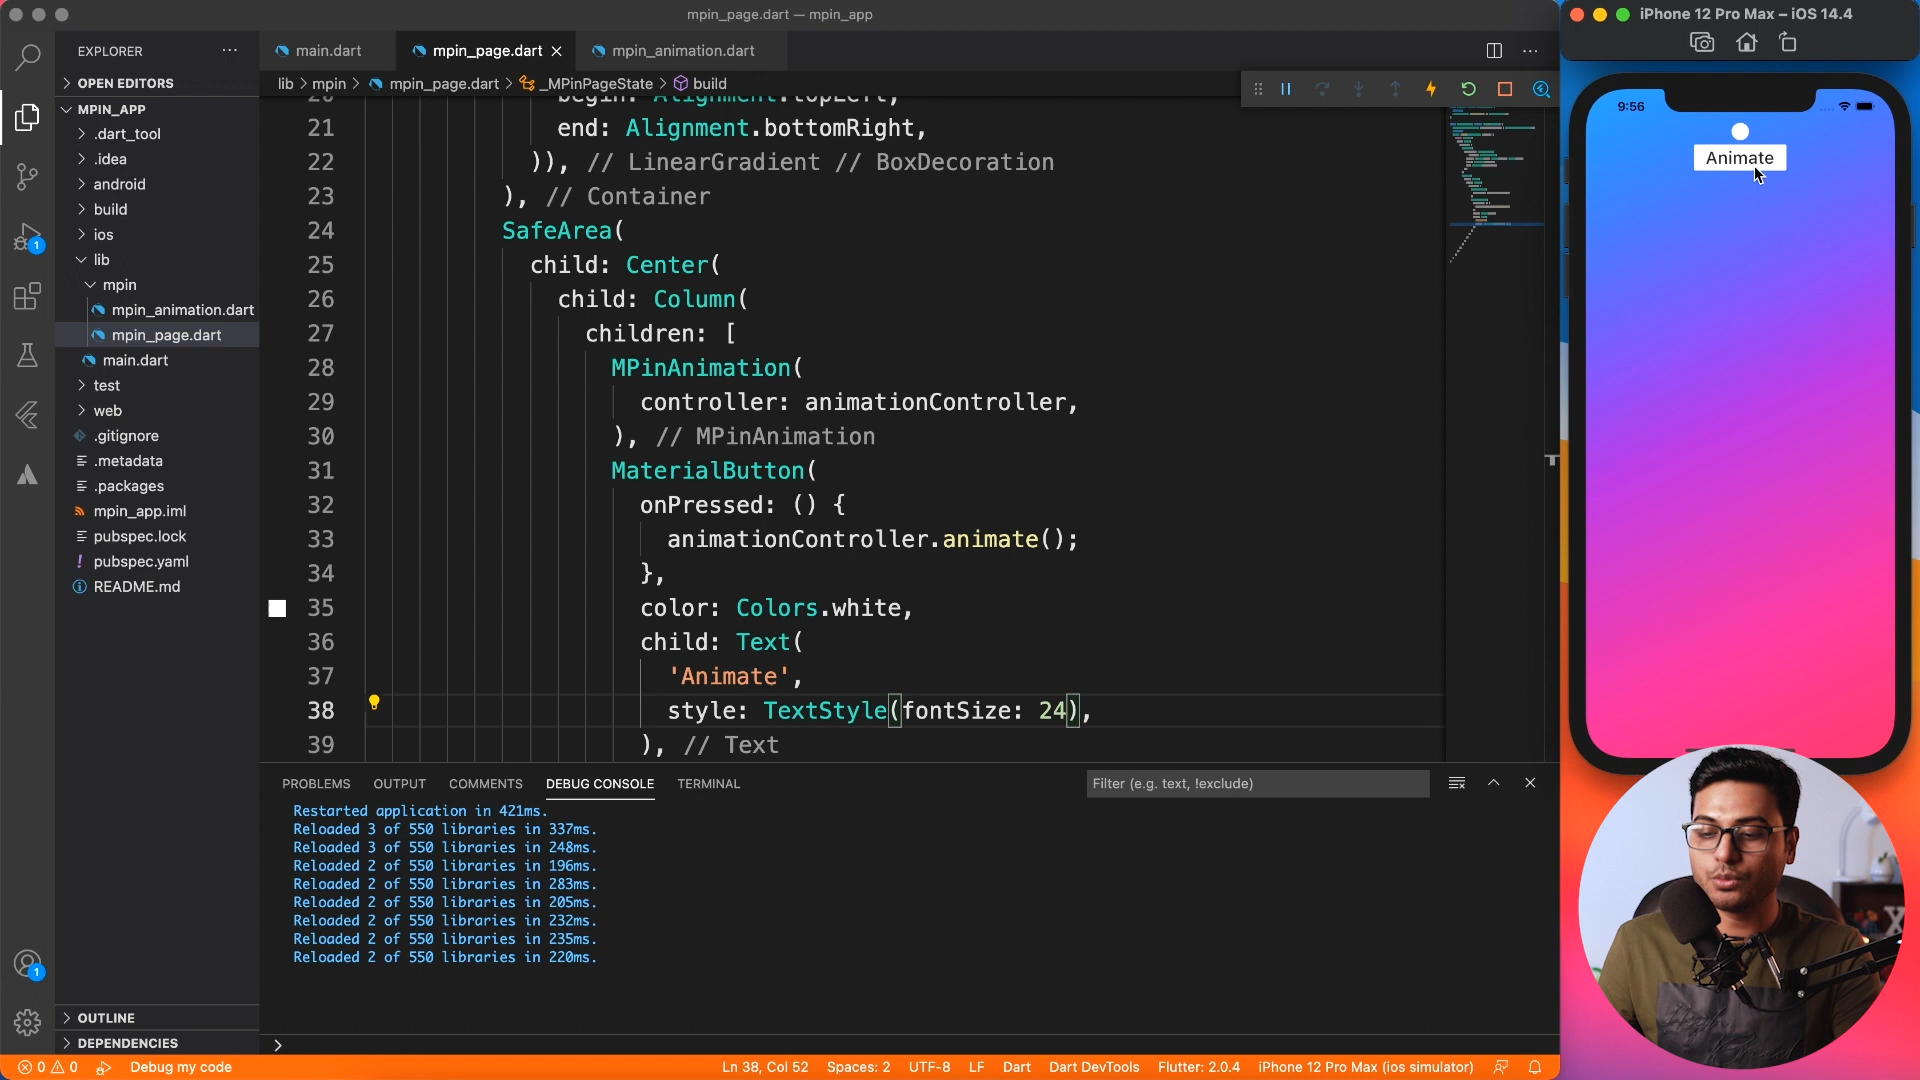 mpin_page.dart — mpin_app
iPhone 12 Pro Max – iOS 14.4
EXPLORER
main.dart
mpin_page.dart
mpin_animation.dart
OPEN EDITORS
lib > mpin > mpin_page.dart > _MPinPageState > build
MPIN_APP
.dart_tool
.idea
android
build
ios
lib
mpin
mpin_animation.dart
mpin_page.dart
main.dart
test
web
.gitignore
.metadata
.packages
mpin_app.iml
pubspec.lock
pubspec.yaml
README.md
OUTLINE
DEPENDENCIES
1
1
20 begin: Alignment.topLeft,
21 end: Alignment.bottomRight,
22 )), // LinearGradient // BoxDecoration
23 ), // Container
24 SafeArea(
25 child: Center(
26 child: Column(
27 children: [
28 MPinAnimation(
29 controller: animationController,
30 ), // MPinAnimation
31 MaterialButton(
32 onPressed: () {
33 animationController.animate();
34 },
35 color: Colors.white,
36 child: Text(
37 'Animate',
38 style: TextStyle(fontSize: 24),
39 ), // Text
9:56
Animate
PROBLEMS OUTPUT COMMENTS DEBUG CONSOLE TERMINAL
Filter (e.g. text, !exclude)
Restarted application in 421ms.
Reloaded 3 of 550 libraries in 337ms.
Reloaded 3 of 550 libraries in 248ms.
Reloaded 2 of 550 libraries in 196ms.
Reloaded 2 of 550 libraries in 283ms.
Reloaded 2 of 550 libraries in 205ms.
Reloaded 2 of 550 libraries in 232ms.
Reloaded 2 of 550 libraries in 235ms.
Reloaded 2 of 550 libraries in 220ms.
0 0 Debug my code Ln 38, Col 52 Spaces: 2 UTF-8 LF Dart Dart DevTools Flutter: 2.0.4 iPhone 12 Pro Max (ios simulator)